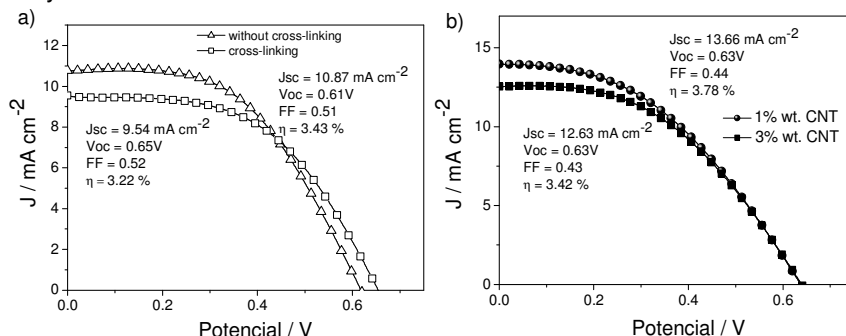 a)
without cross-linking
cross-linking
Jsc = 10.87 mA cm⁻²
Voc = 0.61V
FF = 0.51
η = 3.43 %
Jsc = 9.54 mA cm⁻²
Voc = 0.65V
FF = 0.52
η = 3.22 %
J / mA cm⁻²
12
10
8
6
4
2
0
0.0
0.2
0.4
0.6
Potencial / V
b)
Jsc = 13.66 mA cm⁻²
Voc = 0.63V
FF = 0.44
η = 3.78 %
1% wt. CNT
3% wt. CNT
Jsc = 12.63 mA cm⁻²
Voc = 0.63V
FF = 0.43
η = 3.42 %
J / mA cm⁻²
15
10
5
0
0.0
0.2
0.4
0.6
Potencial / V